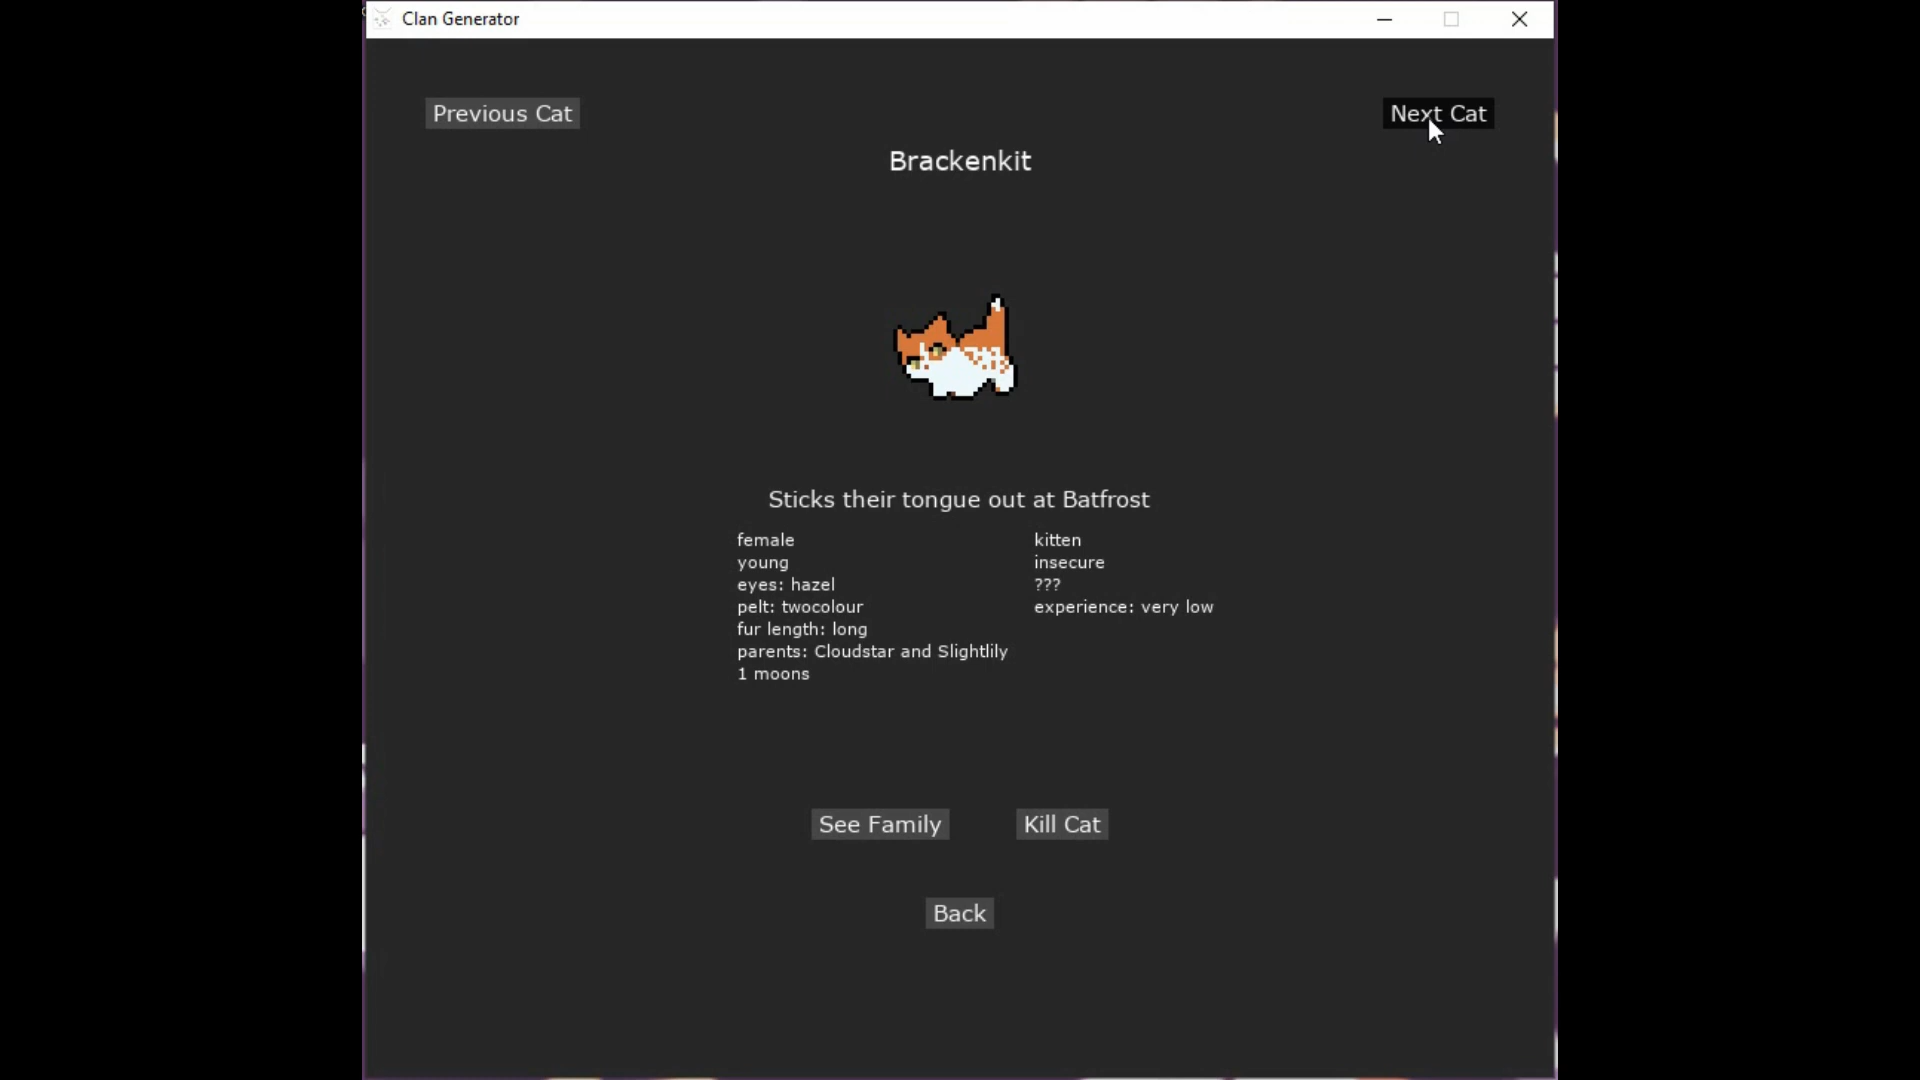 Clan Generator
Previous Cat
Next Cat
Brackenkit
Sticks their tongue out at Batfrost
female
young
eyes: hazel
pelt: twocolour
fur length: long
parents: Cloudstar and Slightlily
1 moons
kitten
insecure
???
experience: very low
See Family
Kill Cat
Back